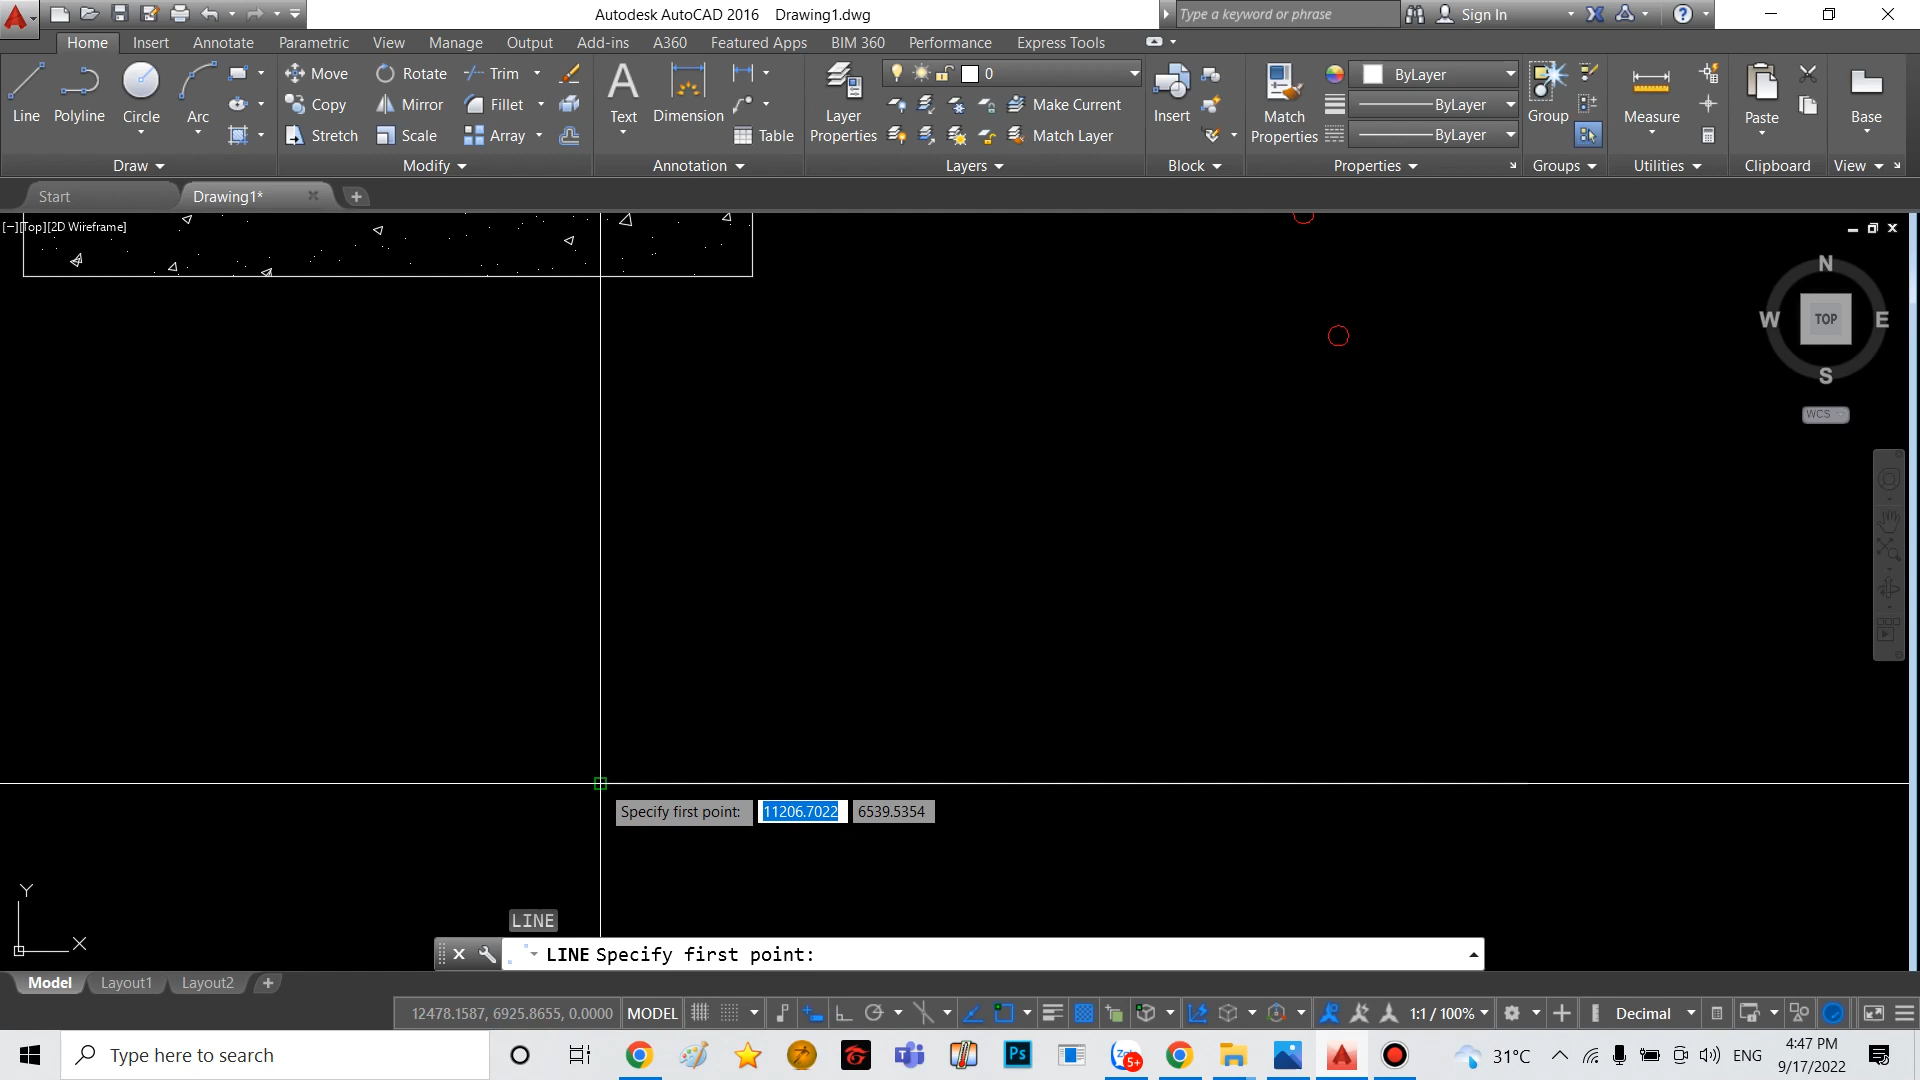 Autodesk AutoCAD 2016 Drawing1.dwg
Type a keyword or phrase
Sign In
Home Insert Annotate Parametric View Manage Output Add-ins A360 Featured Apps BIM 360 Performance Express Tools
Line Polyline Circle Arc
Move Rotate Trim
Copy Mirror Fillet
Stretch Scale Array
Text Dimension Table
Layer Properties
0
Make Current
Match Layer
Insert
Match Properties
ByLayer
ByLayer
ByLayer
Group
Measure
Paste
Base
Draw Modify Annotation Layers Block Properties Groups Utilities Clipboard View
Start Drawing1*
[−][Top][2D Wireframe]
N
W TOP E
S
WCS
Specify first point: 11206.7022 6539.5354
Y
X
LINE
LINE Specify first point:
Model Layout1 Layout2
12478.1587, 6925.8655, 0.0000 MODEL 1:1 / 100% Decimal
Type here to search
Ps
5+
31°C
ENG
4:47 PM
9/17/2022